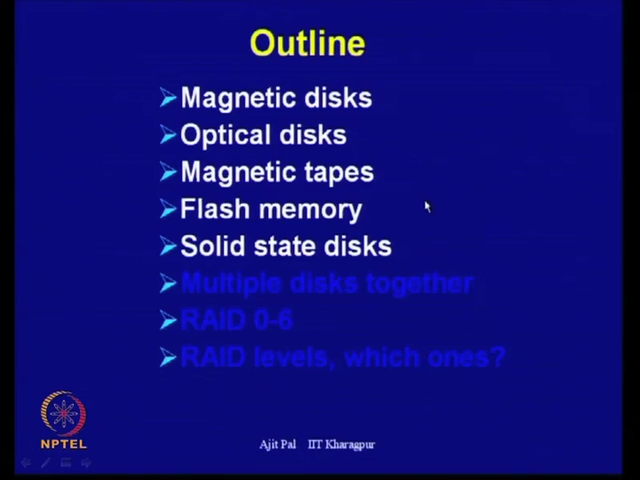 Outline
Magnetic disks
Optical disks
Magnetic tapes
Flash memory
Solid state disks
Multiple disks together
RAID 0-6
RAID levels, which ones?
NPTEL
Ajit Pal IIT Kharagpur